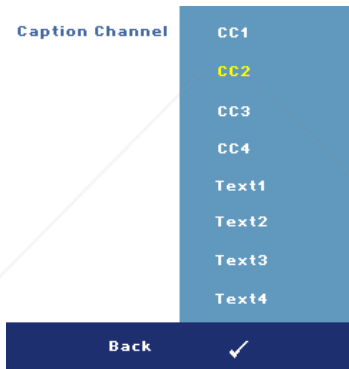 Caption Channel
CC1
CC2
CC3
CC4
Text1
Text2
Text3
Text4
Back